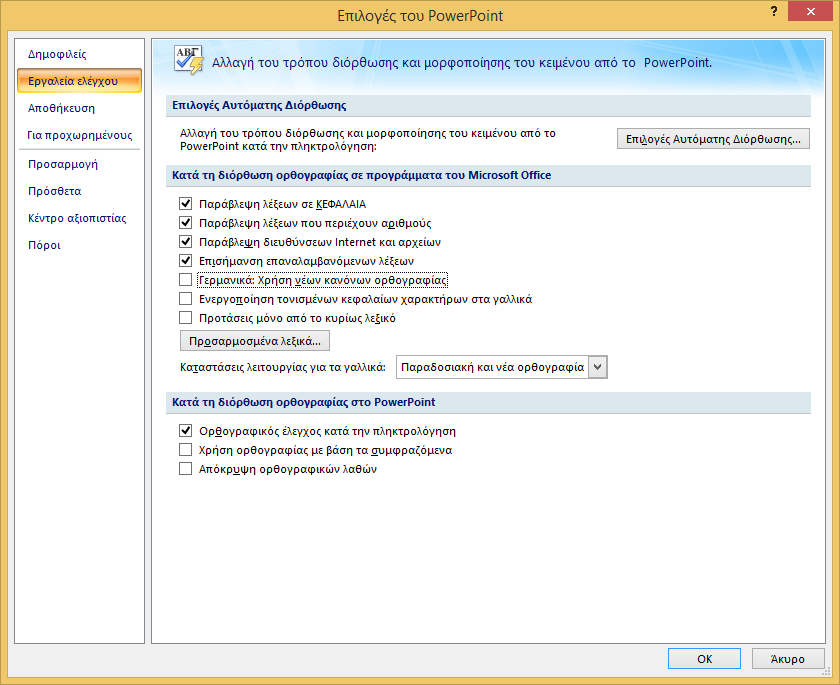 Επιλογές του PowerPoint
?
Δημοφιλείς
Εργαλεία ελέγχου
Αποθήκευση
Για προχωρημένους
Προσαρμογή
Πρόσθετα
Κέντρο αξιοπιστίας
Πόροι
ABΓ
Αλλαγή του τρόπου διόρθωσης και μορφοποίησης του κειμένου από το PowerPoint.
Επιλογές Αυτόματης Διόρθωσης
Αλλαγή του τρόπου διόρθωσης και μορφοποίησης του κειμένου από το
PowerPoint κατά την πληκτρολόγηση:
Επιλογές Αυτόματης Διόρθωσης...
Κατά τη διόρθωση ορθογραφίας σε προγράμματα του Microsoft Office
Παράβλεψη λέξεων σε ΚΕΦΑΛΑΙΑ
Παράβλεψη λέξεων που περιέχουν αριθμούς
Παράβλεψη διευθύνσεων Internet και αρχείων
Επισήμανση επαναλαμβανόμενων λέξεων
Γερμανικά: Χρήση νέων κανόνων ορθογραφίας
Ενεργοποίηση τονισμένων κεφαλαίων χαρακτήρων στα γαλλικά
Προτάσεις μόνο από το κυρίως λεξικό
Προσαρμοσμένα λεξικά...
Καταστάσεις λειτουργίας για τα γαλλικά:
Παραδοσιακή και νέα ορθογραφία
Κατά τη διόρθωση ορθογραφίας στο PowerPoint
Ορθογραφικός έλεγχος κατά την πληκτρολόγηση
Χρήση ορθογραφίας με βάση τα συμφραζόμενα
Απόκρυψη ορθογραφικών λαθών
OK
Άκυρο